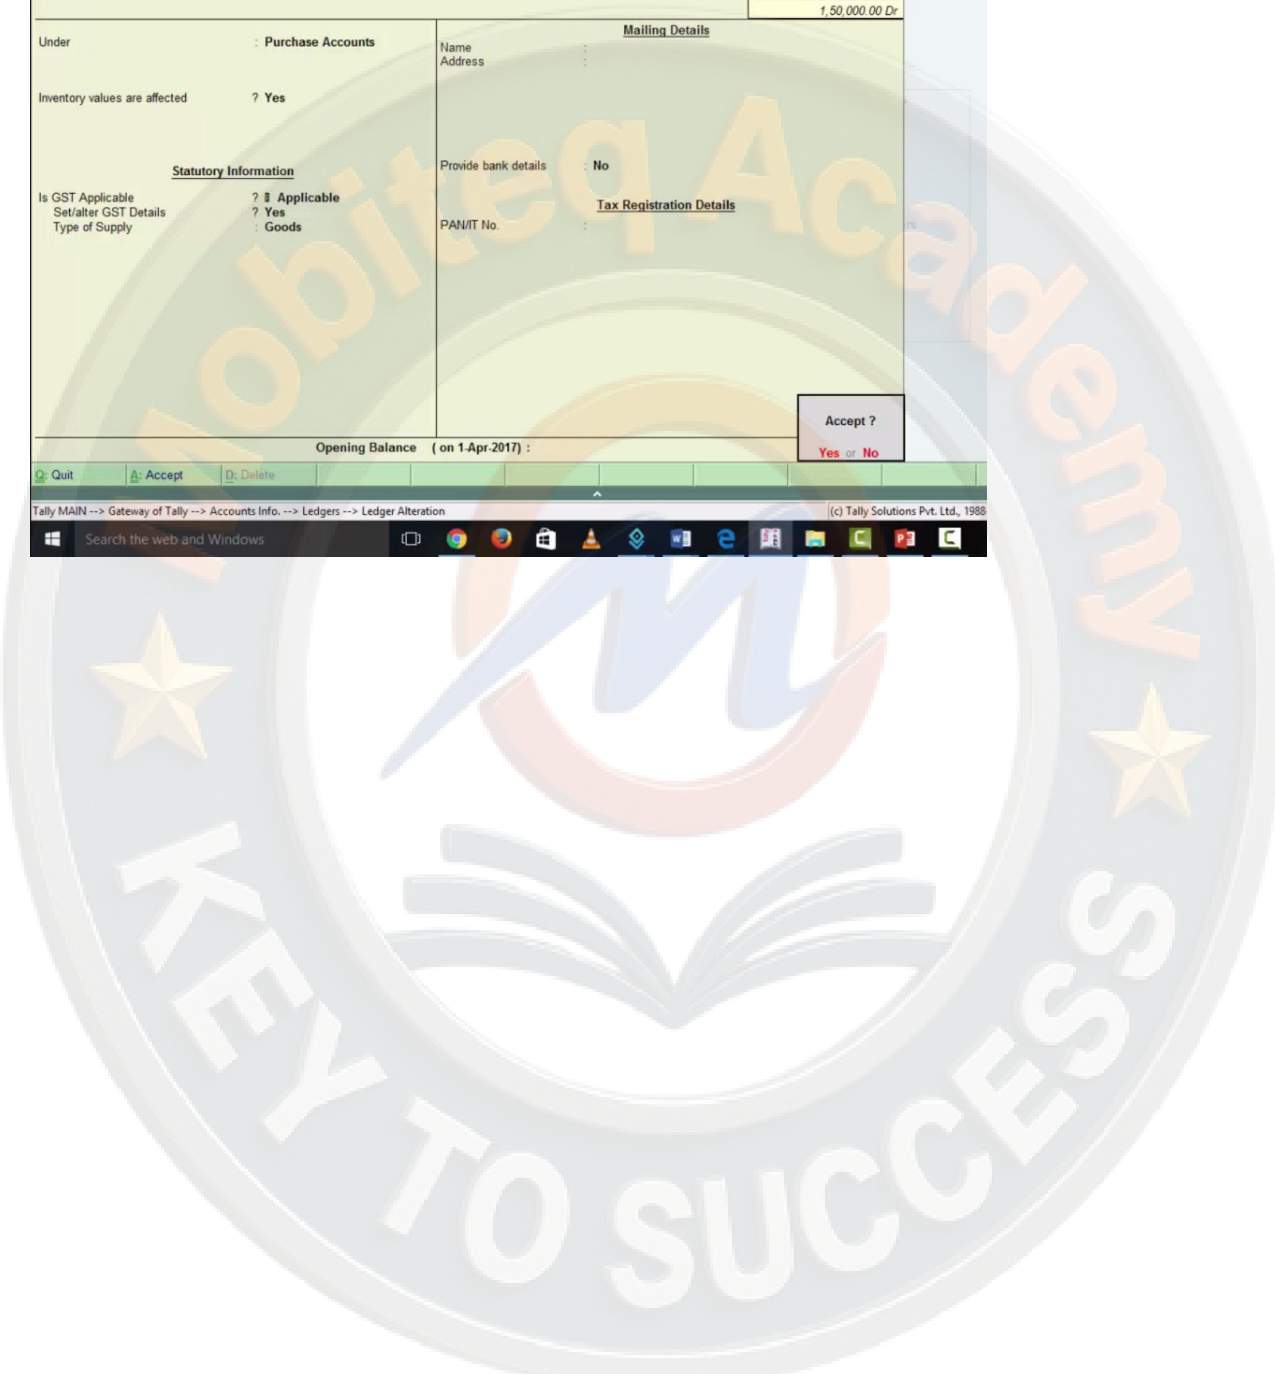 1,50,000.00 Dr
Under : Purchase Accounts
Inventory values are affected ? Yes
Statutory Information
Is GST Applicable ? Applicable
Set/alter GST Details ? Yes
Type of Supply : Goods
Mailing Details
Name :
Address :
Provide bank details : No
Tax Registration Details
PAN/IT No. :
Accept ?
Yes or No
Opening Balance ( on 1-Apr-2017) :
Q: Quit A: Accept D: Delete
Tally MAIN --> Gateway of Tally --> Accounts Info. --> Ledgers --> Ledger Alteration (c) Tally Solutions Pvt. Ltd., 1988
Search the web and Windows
Mobiteq Academy
KEY TO SUCCESS